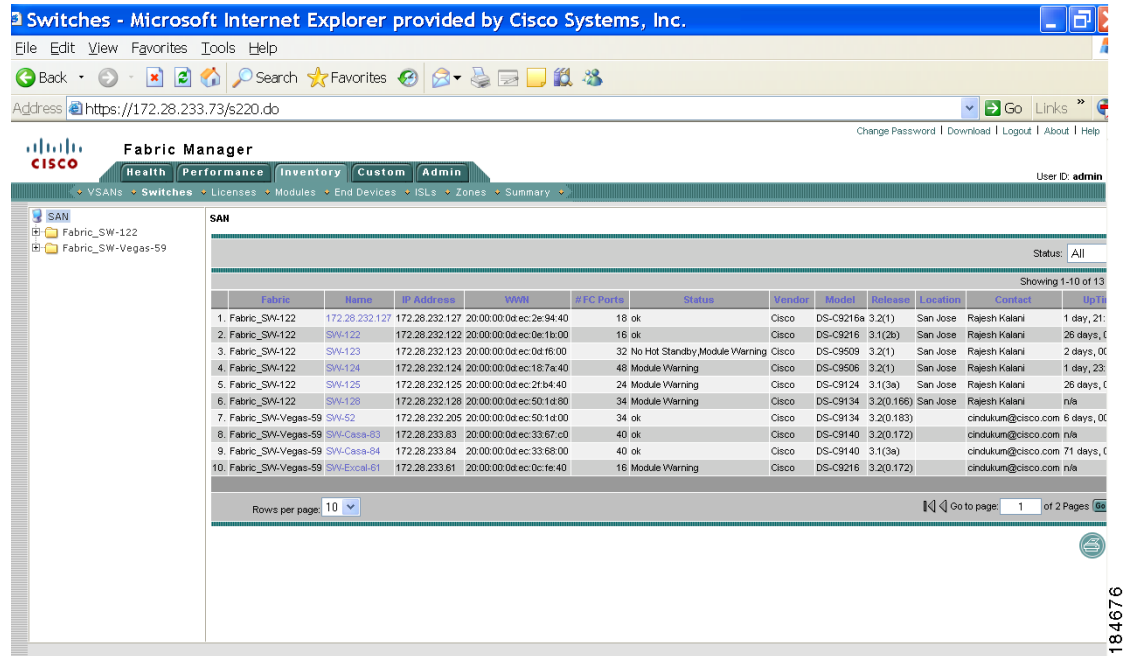 Switches - Microsoft Internet Explorer provided by Cisco Systems, Inc.
File Edit View Favorites Tools Help
Back Search Favorites
Address https://172.28.233.73/s220.do Go Links »
Change Password | Download | Logout | About | Help
CISCO Fabric Manager
Health Performance Inventory Custom Admin
User ID: admin
VSANs Switches Licenses Modules End Devices ISLs Zones Summary
SAN
Fabric_SW-122
Fabric_SW-Vegas-59
SAN
Status: All
Showing 1-10 of 13
Fabric Name IP Address WWN #FC Ports Status Vendor Model Release Location Contact UpTi
1. Fabric_SW-122 172.28.232.127 172.28.232.127 20:00:00:0d:ec:2e:94:40 18 ok Cisco DS-C9216a 3.2(1) San Jose Rajesh Kalani 1 day, 21:
2. Fabric_SW-122 SW-122 172.28.232.122 20:00:00:0d:ec:0e:1b:00 16 ok Cisco DS-C9216 3.1(2b) San Jose Rajesh Kalani 26 days, 0
3. Fabric_SW-122 SW-123 172.28.232.123 20:00:00:0d:ec:0d:f6:00 32 No Hot Standby,Module Warning Cisco DS-C9509 3.2(1) San Jose Rajesh Kalani 2 days, 00
4. Fabric_SW-122 SW-124 172.28.232.124 20:00:00:0d:ec:18:7a:40 48 Module Warning Cisco DS-C9506 3.2(1) San Jose Rajesh Kalani 1 day, 23:
5. Fabric_SW-122 SW-125 172.28.232.125 20:00:00:0d:ec:2f:b4:40 24 Module Warning Cisco DS-C9124 3.1(3a) San Jose Rajesh Kalani 26 days, 0
6. Fabric_SW-122 SW-128 172.28.232.128 20:00:00:0d:ec:50:1d:80 34 Module Warning Cisco DS-C9134 3.2(0.166) San Jose Rajesh Kalani n/a
7. Fabric_SW-Vegas-59 SW-52 172.28.232.205 20:00:00:0d:ec:50:1d:00 34 ok Cisco DS-C9134 3.2(0.183) cindukum@cisco.com 6 days, 00
8. Fabric_SW-Vegas-59 SW-Casa-83 172.28.233.83 20:00:00:0d:ec:33:67:c0 40 ok Cisco DS-C9140 3.2(0.172) cindukum@cisco.com n/a
9. Fabric_SW-Vegas-59 SW-Casa-84 172.28.233.84 20:00:00:0d:ec:33:68:00 40 ok Cisco DS-C9140 3.1(3a) cindukum@cisco.com 71 days, 0
10. Fabric_SW-Vegas-59 SW-Excal-61 172.28.233.61 20:00:00:0d:ec:0c:fe:40 16 Module Warning Cisco DS-C9216 3.2(0.172) cindukum@cisco.com n/a
Rows per page: 10 Go to page: 1 of 2 Pages Go
184676